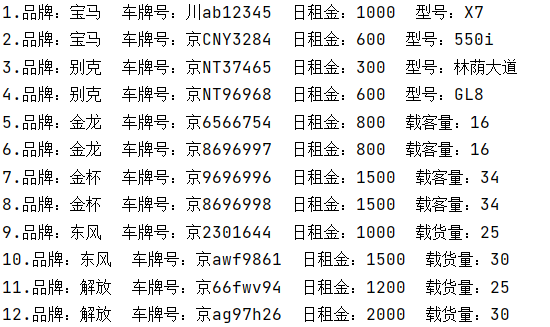 1.品牌：宝马  车牌号：川ab12345  日租金：1000  型号：X7
2.品牌：宝马  车牌号：京CNY3284  日租金：600  型号：550i
3.品牌：别克  车牌号：京NT37465  日租金：300  型号：林荫大道
4.品牌：别克  车牌号：京NT96968  日租金：600  型号：GL8
5.品牌：金龙  车牌号：京6566754  日租金：800  载客量：16
6.品牌：金龙  车牌号：京8696997  日租金：800  载客量：16
7.品牌：金杯  车牌号：京9696996  日租金：1500  载客量：34
8.品牌：金杯  车牌号：京8696998  日租金：1500  载客量：34
9.品牌：东风  车牌号：京2301644  日租金：1000  载货量：25
10.品牌：东风  车牌号：京awf9861  日租金：1500  载货量：30
11.品牌：解放  车牌号：京66fwv94  日租金：1200  载货量：25
12.品牌：解放  车牌号：京ag97h26  日租金：2000  载货量：30